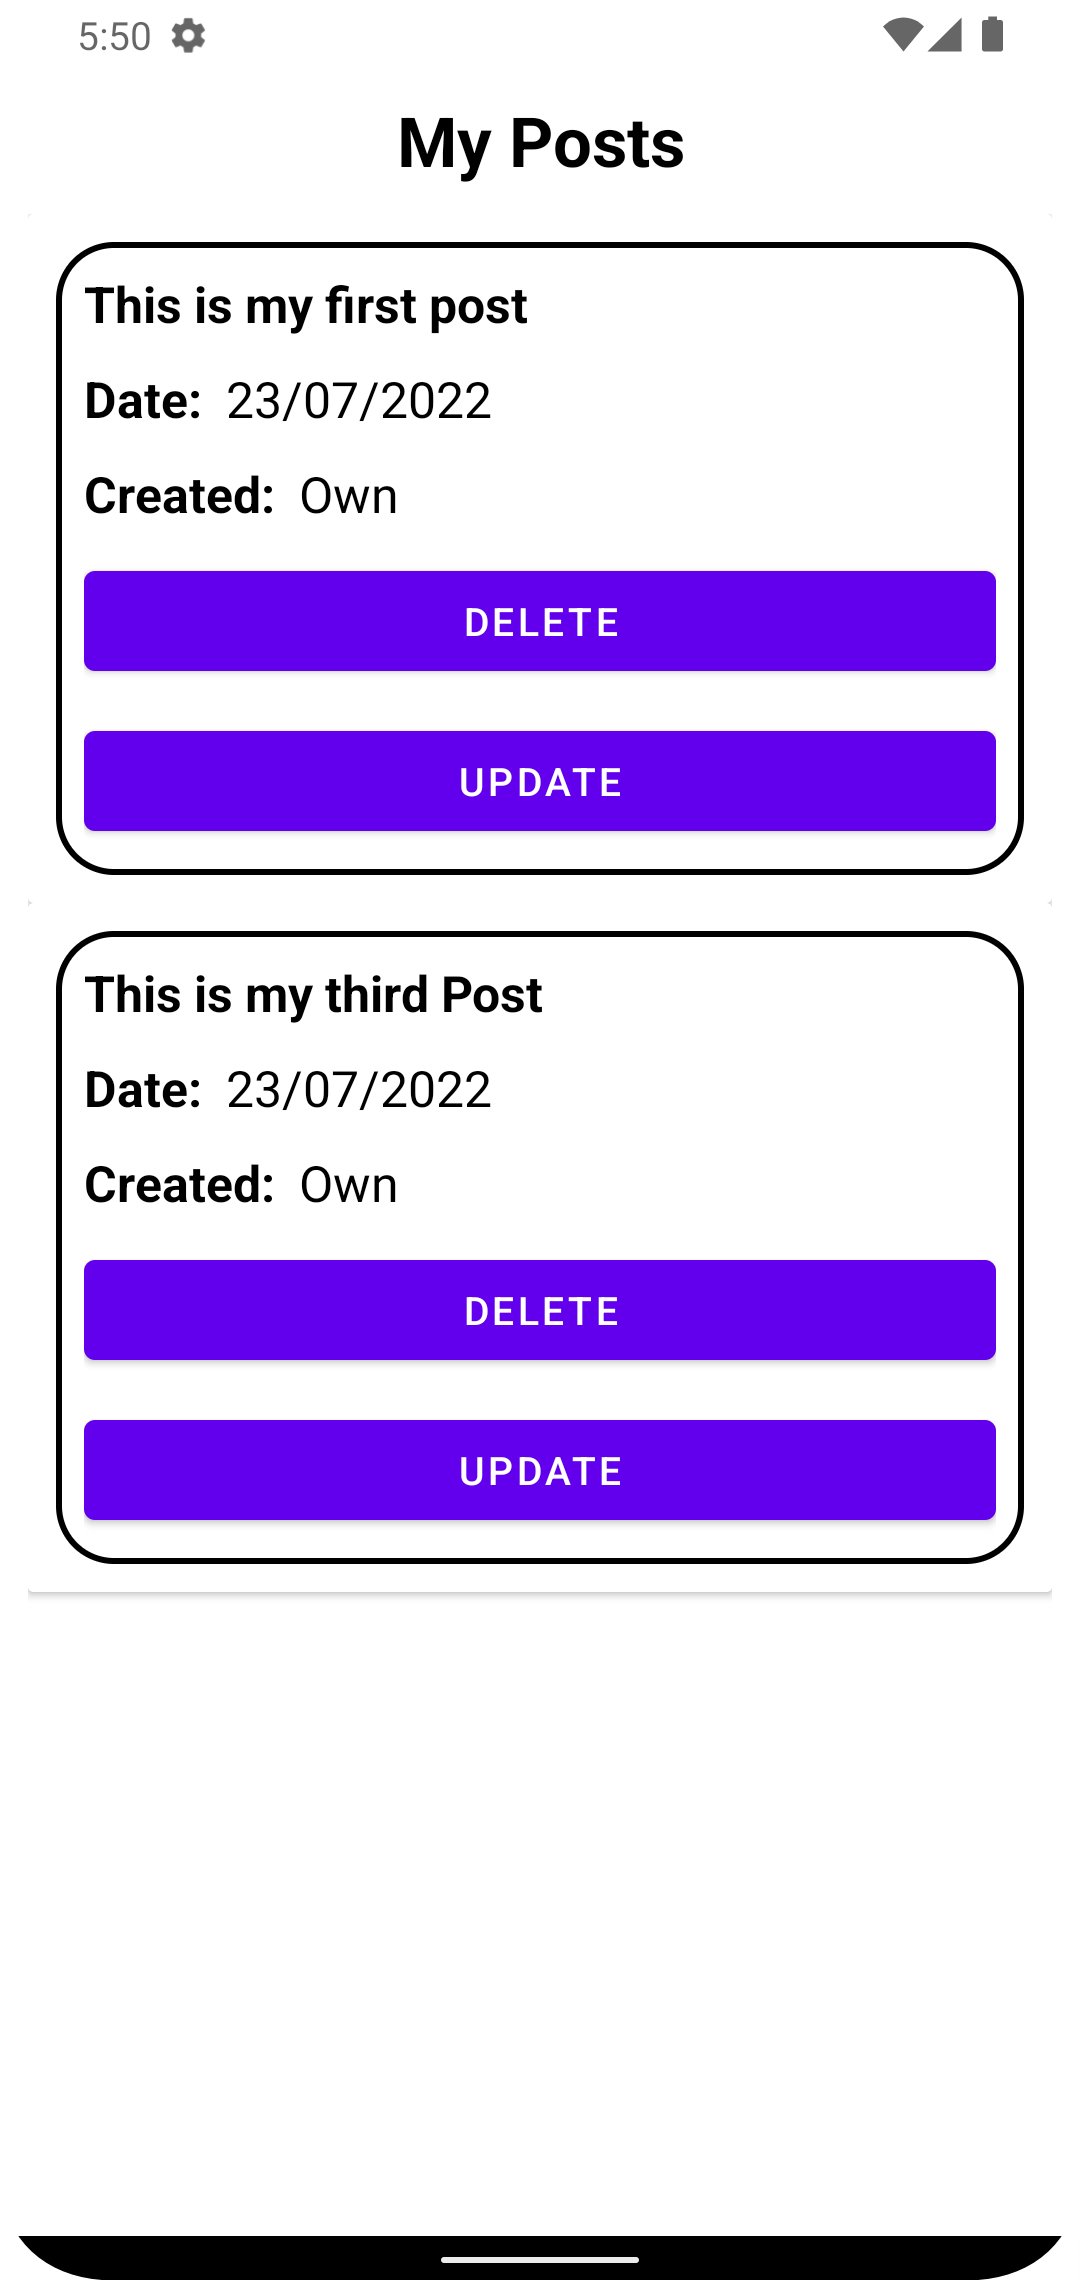 5:50
My Posts
This is my first post
Date: 23/07/2022
Created: Own
DELETE
UPDATE
This is my third Post
Date: 23/07/2022
Created: Own
DELETE
UPDATE